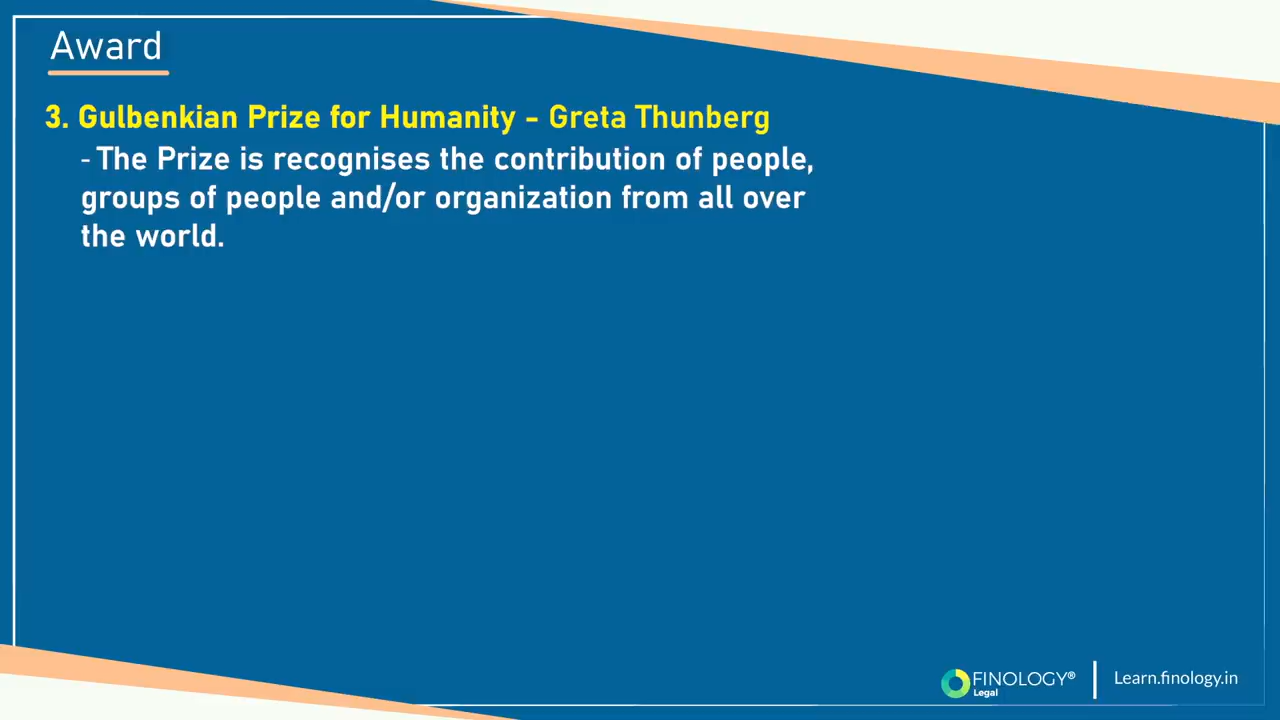 Award
3. Gulbenkian Prize for Humanity - Greta Thunberg
- The Prize is recognises the contribution of people,
groups of people and/or organization from all over
the world.
FINOLOGY®
Legal
Learn.finology.in